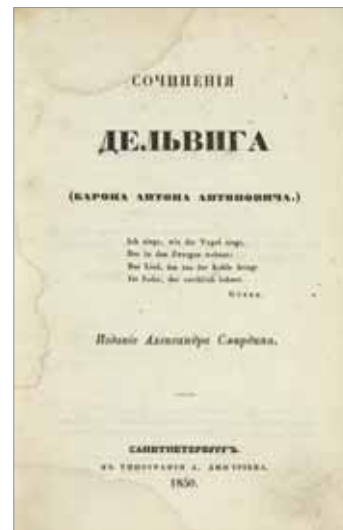 СОЧИНЕНІЯ
ДЕЛЬВИГА
(БАРОНА АНТОНА АНТОНОВИЧА.)
Ich singe, wie der Vogel singt,
Der in den Zweigen wohnet:
Das Lied, das aus der Kehle dringt
Ist Lohn, der reichlich lohnet.
Изданіе Александра Смирдина.
САНКТПЕТЕРБУРГЪ.
ВЪ ТИПОГРАФІИ А. ДМИТРІЕВА.
1850.